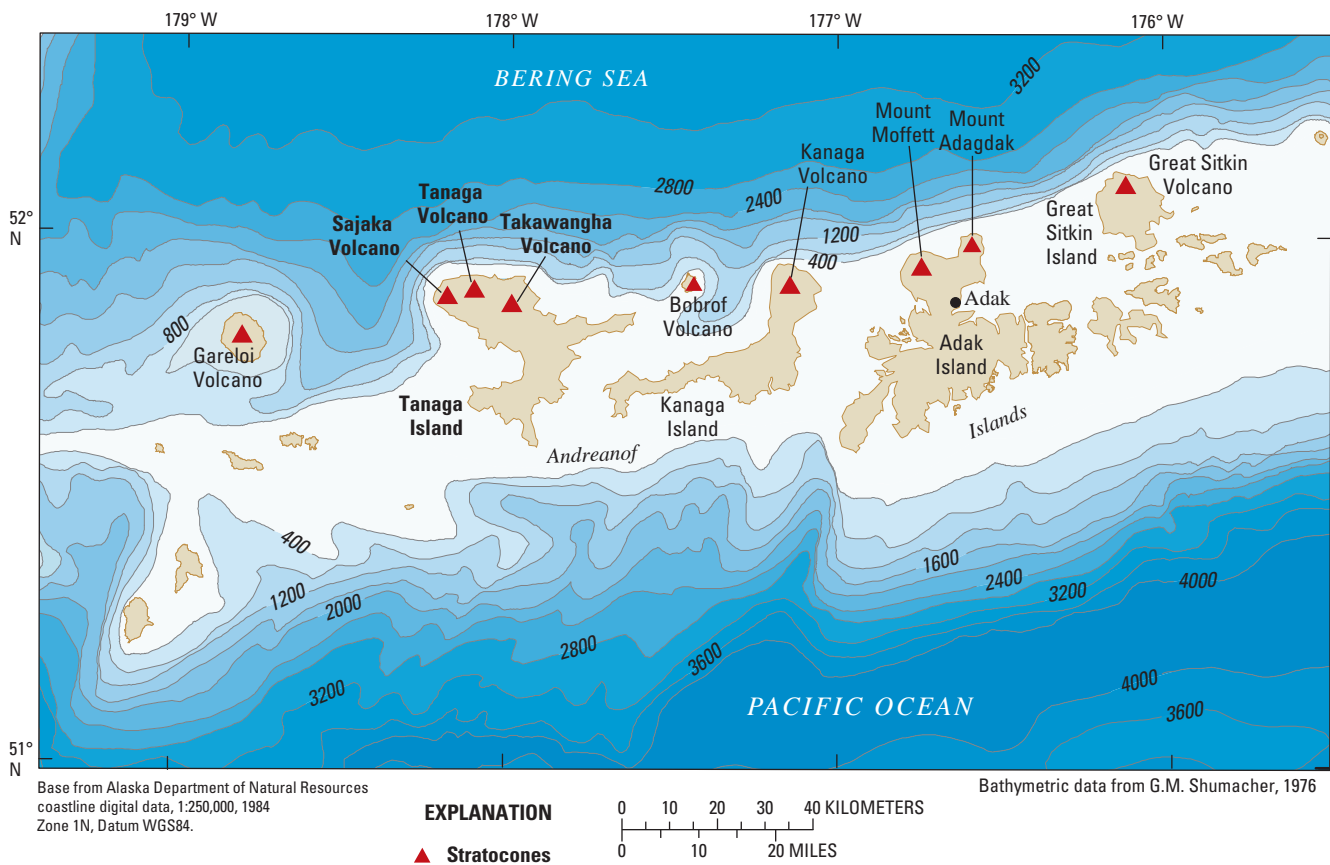 179° W
178° W
177° W
176° W
BERING SEA
3200
Mount
Moffett
Mount
Adagdak
Kanaga
Volcano
Great Sitkin
Volcano
2800
2400
1200
400
Tanaga
Volcano
Sajaka
Volcano
Takawangha
Volcano
52°
N
Great
Sitkin
Island
800
Gareloi
Volcano
Bobrof
Volcano
Adak
Adak
Island
Tanaga
Island
Kanaga
Island
Andreanof
Islands
400
1200
2000
2800
3200
3600
1600
2400
3200
4000
4000
3600
PACIFIC OCEAN
51°
N
Base from Alaska Department of Natural Resources
coastline digital data, 1:250,000, 1984
Zone 1N, Datum WGS84.
Bathymetric data from G.M. Shumacher, 1976
EXPLANATION
Stratocones
0 10 20 30 40 KILOMETERS
0 10 20 MILES